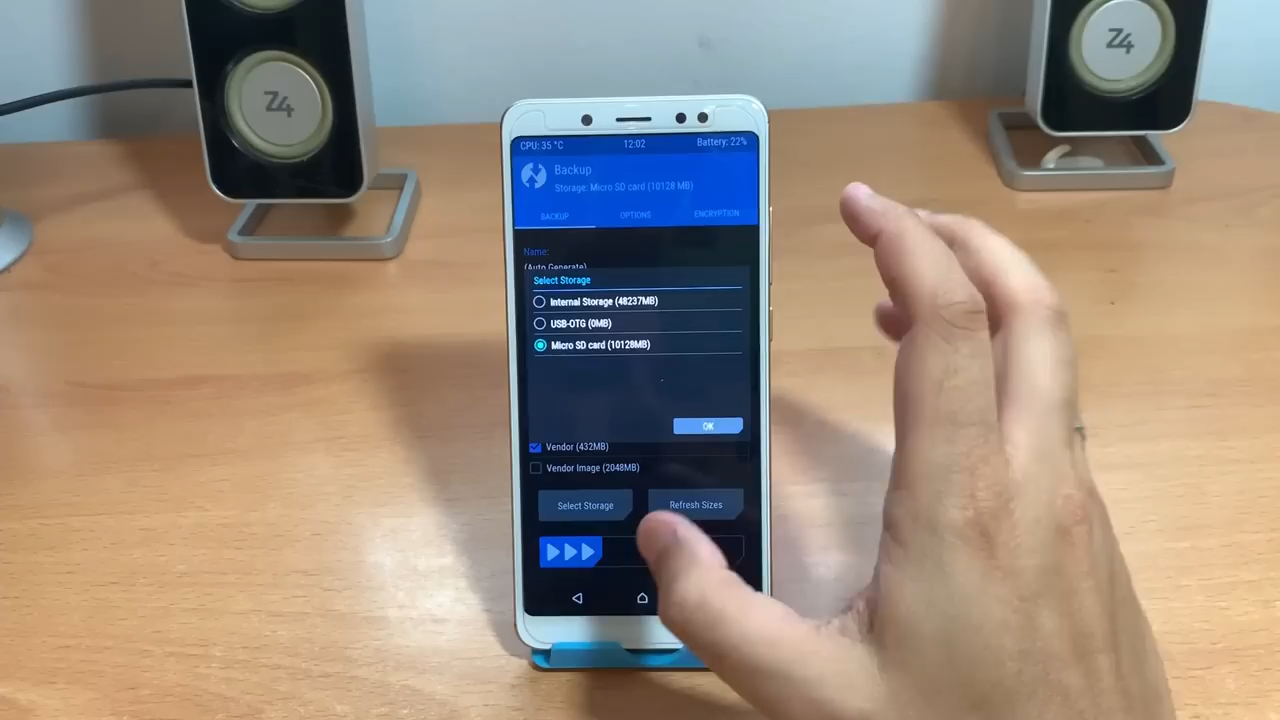 Z4
Z4
CPU: 35 °C 12:02 Battery: 22%
Backup
Storage: Micro SD card (10128 MB)
BACKUP OPTIONS ENCRYPTION
Name:
(Auto Generate)
Select Storage
Internal Storage (48237MB)
USB-OTG (0MB)
Micro SD card (10128MB)
OK
Vendor (432MB)
Vendor Image (2048MB)
Select Storage Refresh Sizes